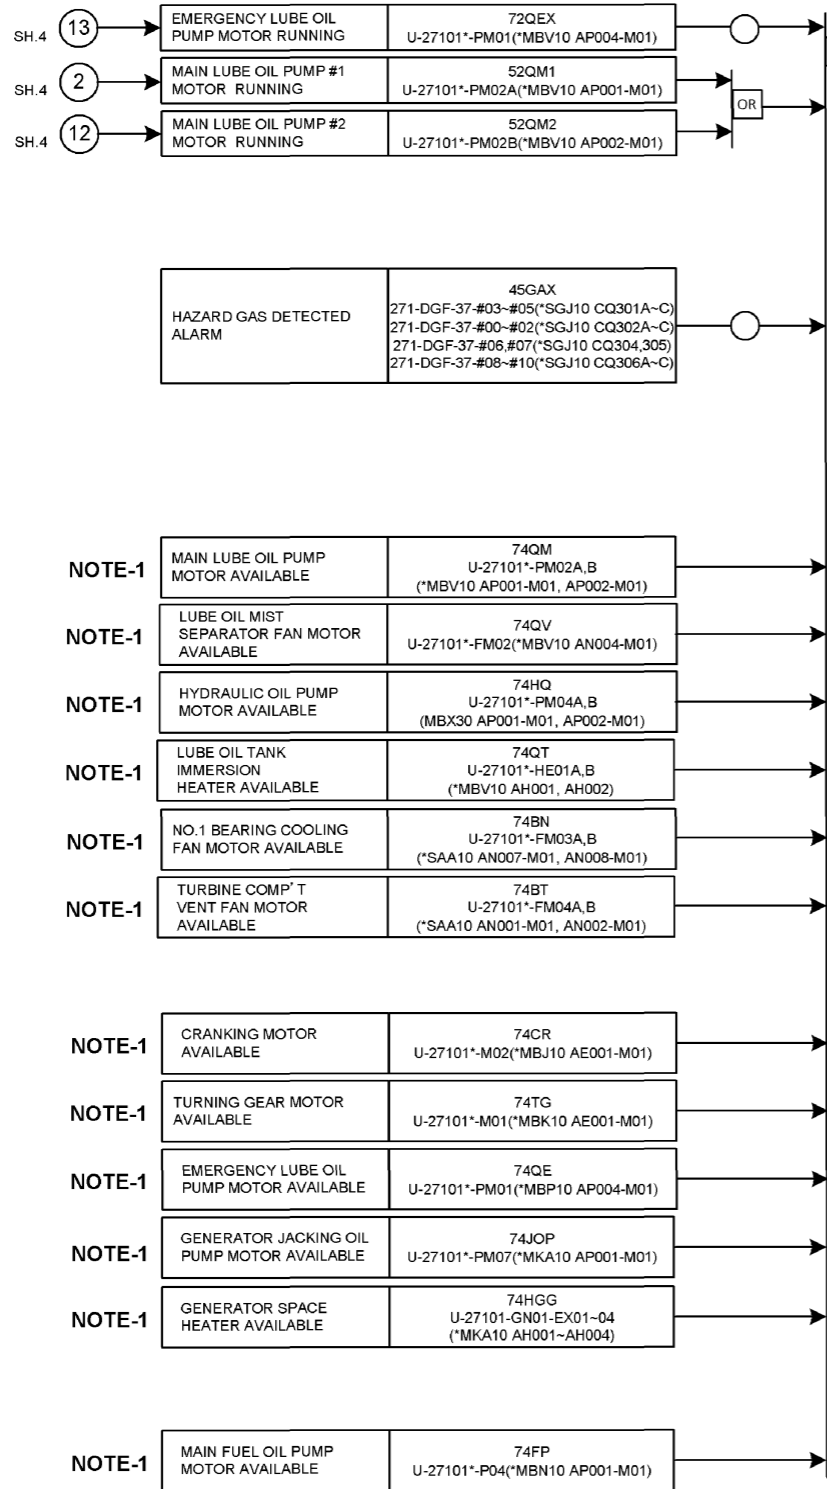 SH.4
13
EMERGENCY LUBE OIL
PUMP MOTOR RUNNING
72QEX
U-27101*-PM01(*MBV10 AP004-M01)
SH.4
2
MAIN LUBE OIL PUMP #1
MOTOR RUNNING
52QM1
U-27101*-PM02A(*MBV10 AP001-M01)
OR
SH.4
12
MAIN LUBE OIL PUMP #2
MOTOR RUNNING
52QM2
U-27101*-PM02B(*MBV10 AP002-M01)
HAZARD GAS DETECTED
ALARM
45GAX
271-DGF-37-#03~#05(*SGJ10 CQ301A~C)
271-DGF-37-#00~#02(*SGJ10 CQ302A~C)
271-DGF-37-#06,#07(*SGJ10 CQ304,305)
271-DGF-37-#08~#10(*SGJ10 CQ306A~C)
NOTE-1
MAIN LUBE OIL PUMP
MOTOR AVAILABLE
74QM
U-27101*-PM02A,B
(*MBV10 AP001-M01, AP002-M01)
NOTE-1
LUBE OIL MIST
SEPARATOR FAN MOTOR
AVAILABLE
74QV
U-27101*-FM02(*MBV10 AN004-M01)
NOTE-1
HYDRAULIC OIL PUMP
MOTOR AVAILABLE
74HQ
U-27101*-PM04A,B
(MBX30 AP001-M01, AP002-M01)
NOTE-1
LUBE OIL TANK
IMMERSION
HEATER AVAILABLE
74QT
U-27101*-HE01A,B
(*MBV10 AH001, AH002)
NOTE-1
NO.1 BEARING COOLING
FAN MOTOR AVAILABLE
74BN
U-27101*-FM03A,B
(*SAA10 AN007-M01, AN008-M01)
NOTE-1
TURBINE COMP'T
VENT FAN MOTOR
AVAILABLE
74BT
U-27101*-FM04A,B
(*SAA10 AN001-M01, AN002-M01)
NOTE-1
CRANKING MOTOR
AVAILABLE
74CR
U-27101*-M02(*MBJ10 AE001-M01)
NOTE-1
TURNING GEAR MOTOR
AVAILABLE
74TG
U-27101*-M01(*MBK10 AE001-M01)
NOTE-1
EMERGENCY LUBE OIL
PUMP MOTOR AVAILABLE
74QE
U-27101*-PM01(*MBP10 AP004-M01)
NOTE-1
GENERATOR JACKING OIL
PUMP MOTOR AVAILABLE
74JOP
U-27101*-PM07(*MKA10 AP001-M01)
NOTE-1
GENERATOR SPACE
HEATER AVAILABLE
74HGG
U-27101-GN01-EX01~04
(*MKA10 AH001~AH004)
NOTE-1
MAIN FUEL OIL PUMP
MOTOR AVAILABLE
74FP
U-27101*-P04(*MBN10 AP001-M01)